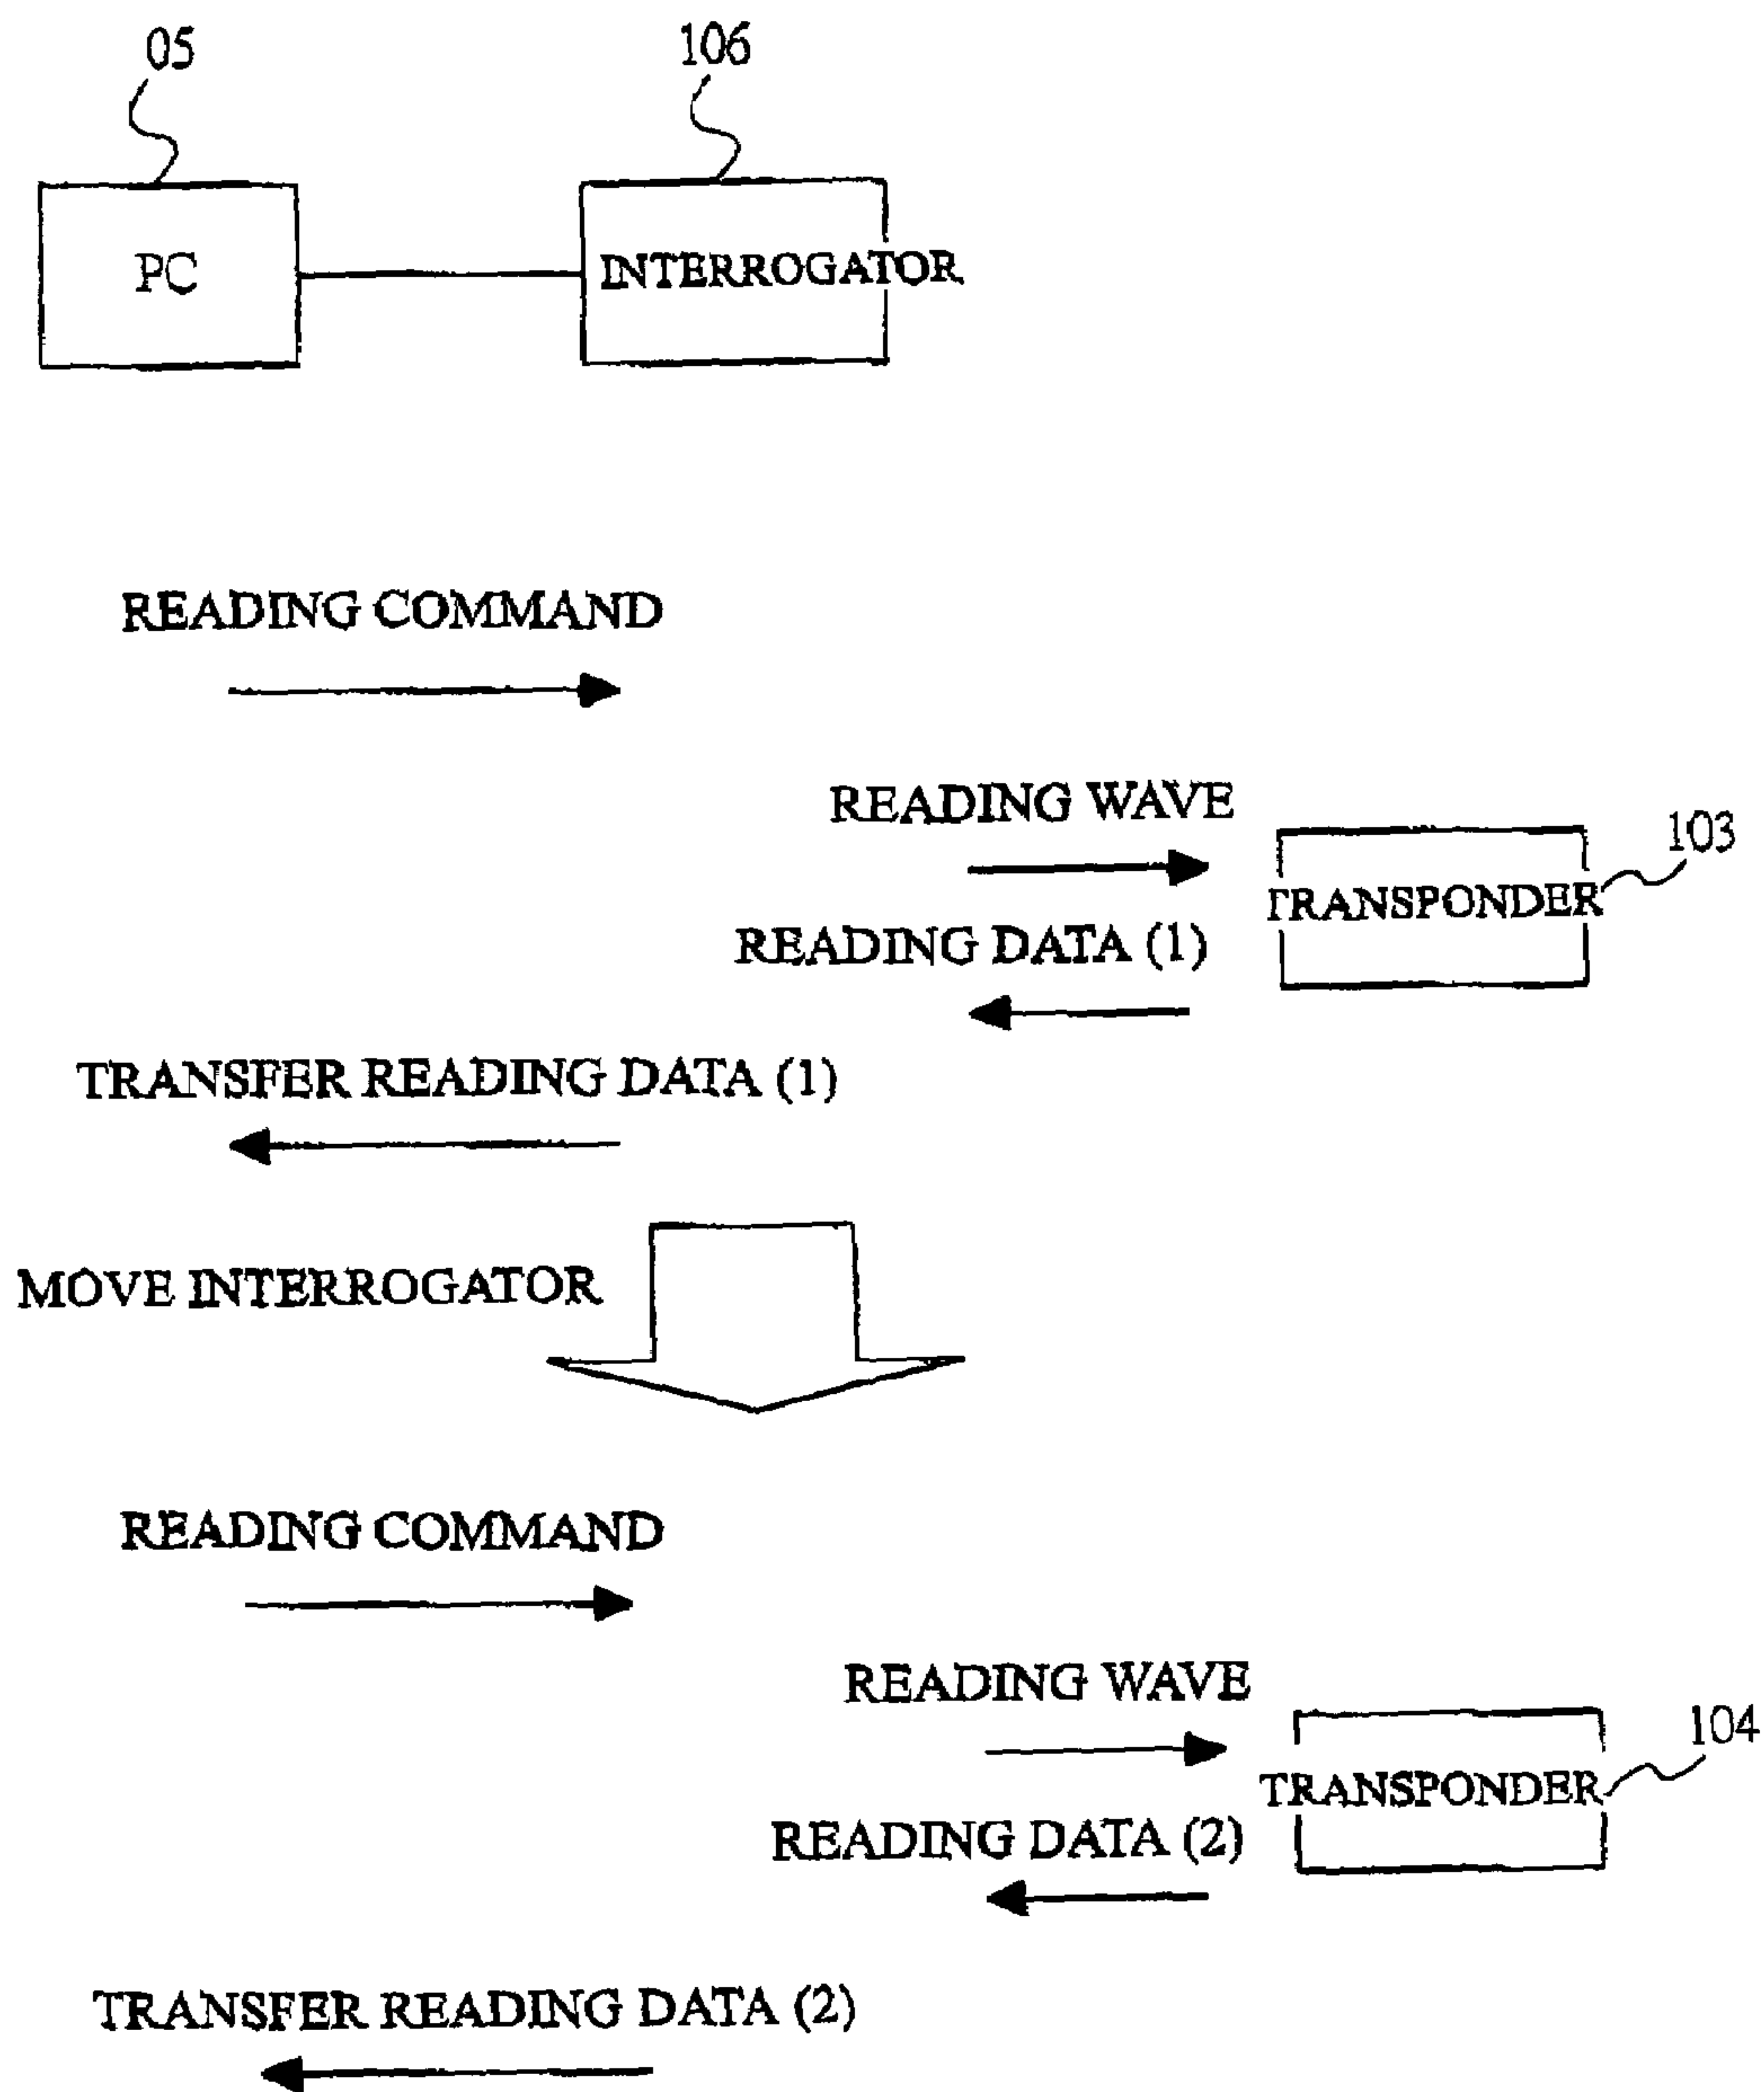 05
106
PC
INTERROGATOR
READING COMMAND
READING WAVE
103
TRANSPONDER
READING DATA (1)
TRANSFER READING DATA (1)
MOVE INTERROGATOR
READING COMMAND
READING WAVE
104
TRANSPONDER
READING DATA (2)
TRANSFER READING DATA (2)